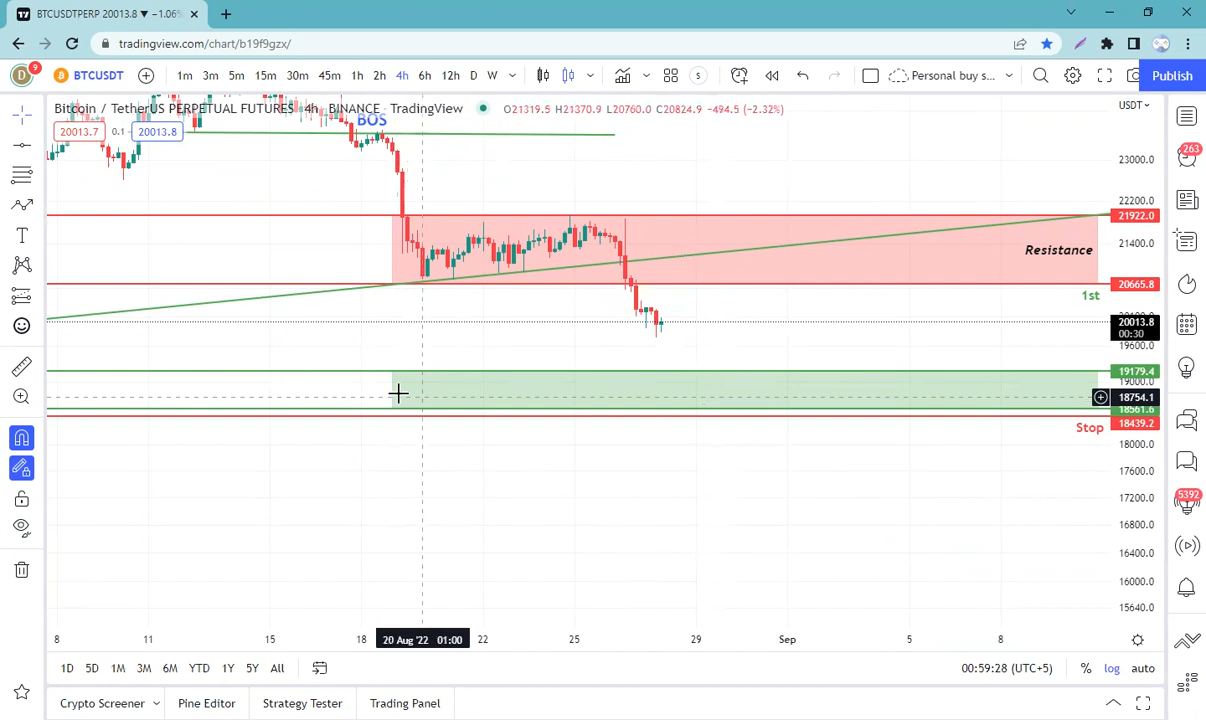 BTCUSDTPERP 20013.8 ▼ −1.06%
tradingview.com/chart/b19f9gzx/
D 9 BTCUSDT 1m 3m 5m 15m 30m 45m 1h 2h 4h 6h 12h D W S Personal buy s... Publish
Bitcoin / TetherUS PERPETUAL FUTURES · 4h · BINANCE · TradingView O21319.5 H21370.9 L20760.0 C20824.9 -494.5 (-2.32%) USDT
BOS
20013.7 0.1 20013.8
263
23000.0
22200.0
21922.0
21400.0
Resistance
20665.8
1st
20013.8
00:30
19600.0
19179.4
19000.0
18754.1
18561.6
18439.2
Stop
18000.0
17600.0
17200.0
5392
16800.0
16400.0
16000.0
15640.0
8 11 15 18 20 Aug '22 01:00 22 25 29 Sep 5 8
1D 5D 1M 3M 6M YTD 1Y 5Y All 00:59:28 (UTC+5) % log auto
Crypto Screener Pine Editor Strategy Tester Trading Panel